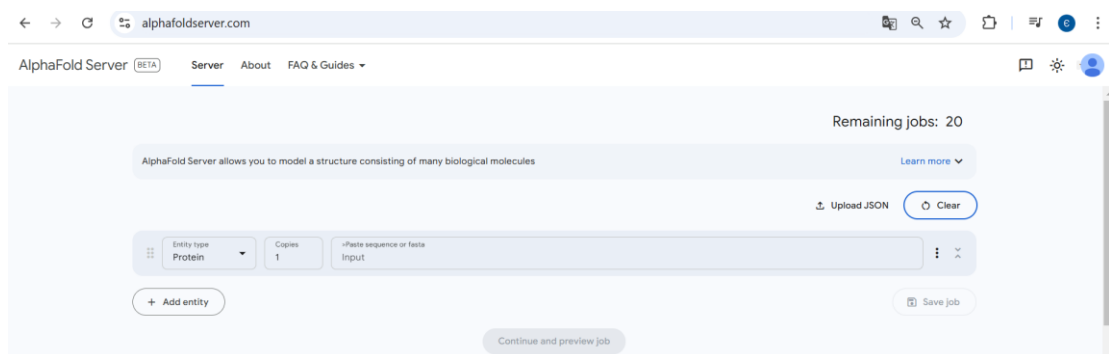 alphafoldserver.com
AlphaFold Server BETA Server About FAQ & Guides
Remaining jobs: 20
AlphaFold Server allows you to model a structure consisting of many biological molecules Learn more
Upload JSON Clear
Entity type Copies >Paste sequence or fasta
Protein 1 Input
+ Add entity Save job
Continue and preview job